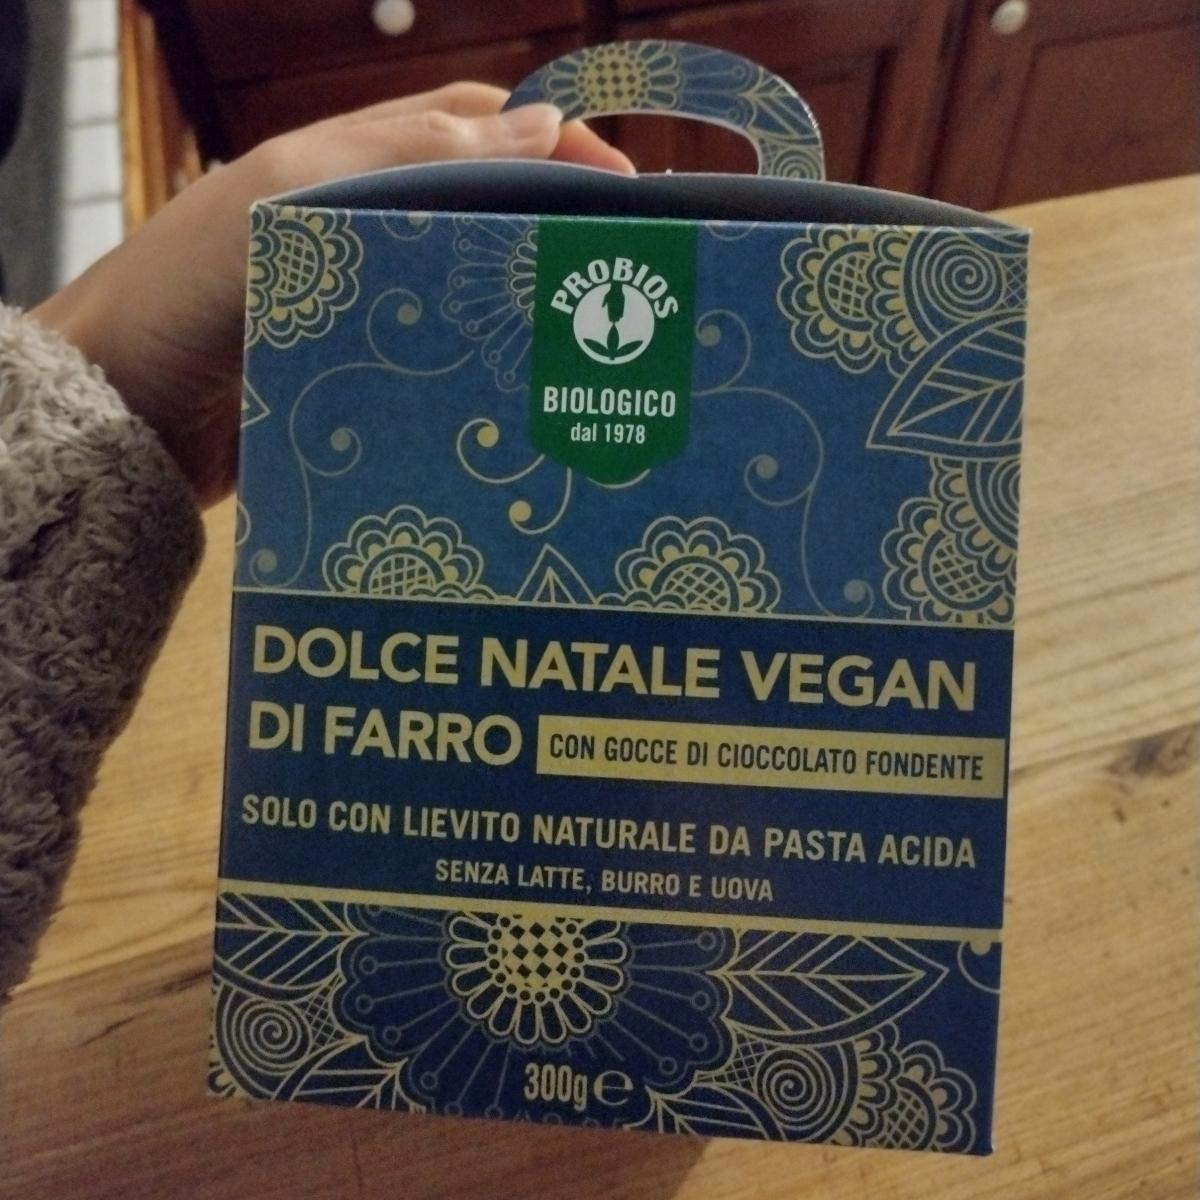 PROBIOS
BIOLOGICO
dal 1978
DOLCE NATALE VEGAN
DI FARRO CON GOCCE DI CIOCCOLATO FONDENTE
SOLO CON LIEVITO NATURALE DA PASTA ACIDA
SENZA LATTE, BURRO E UOVA
300g ℮